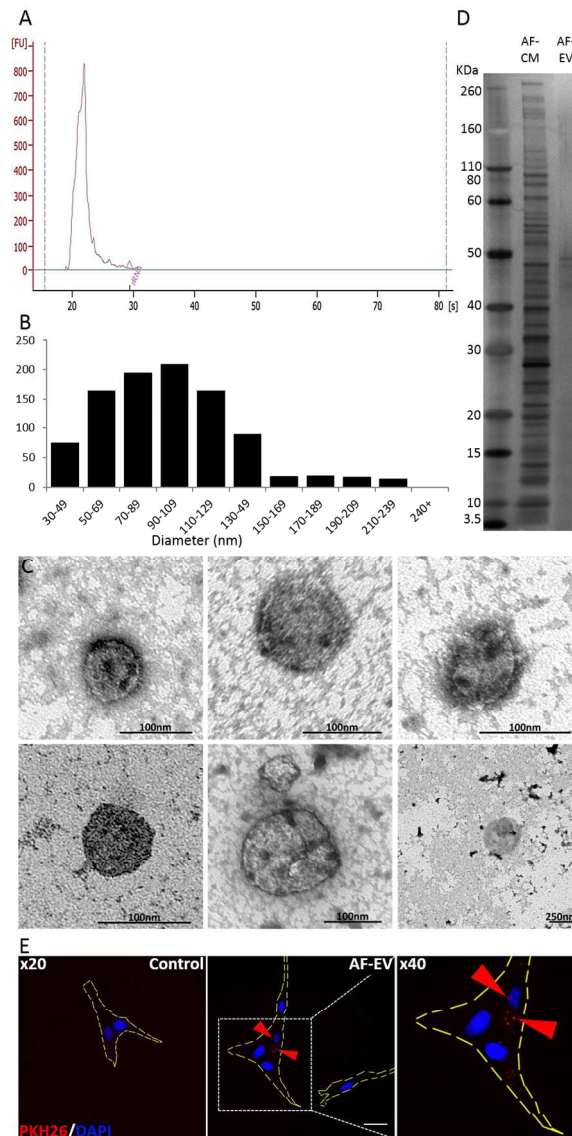 A
[FU]
800
700
600
500
400
300
200
100
0
20 30 40 50 60 70 80 [s]
B
250
200
150
100
50
0
30-49 50-69 70-89 90-109 110-129 130-49 150-169 170-189 190-209 210-239 240+
Diameter (nm)
C
100nm 100nm 100nm
100nm 100nm 250nm
D
AF- AF-
CM EV
KDa
260
160
110
80
60
50
40
30
20
15
10
3.5
E
x20 Control AF-EV x40
PKH26/DAPI